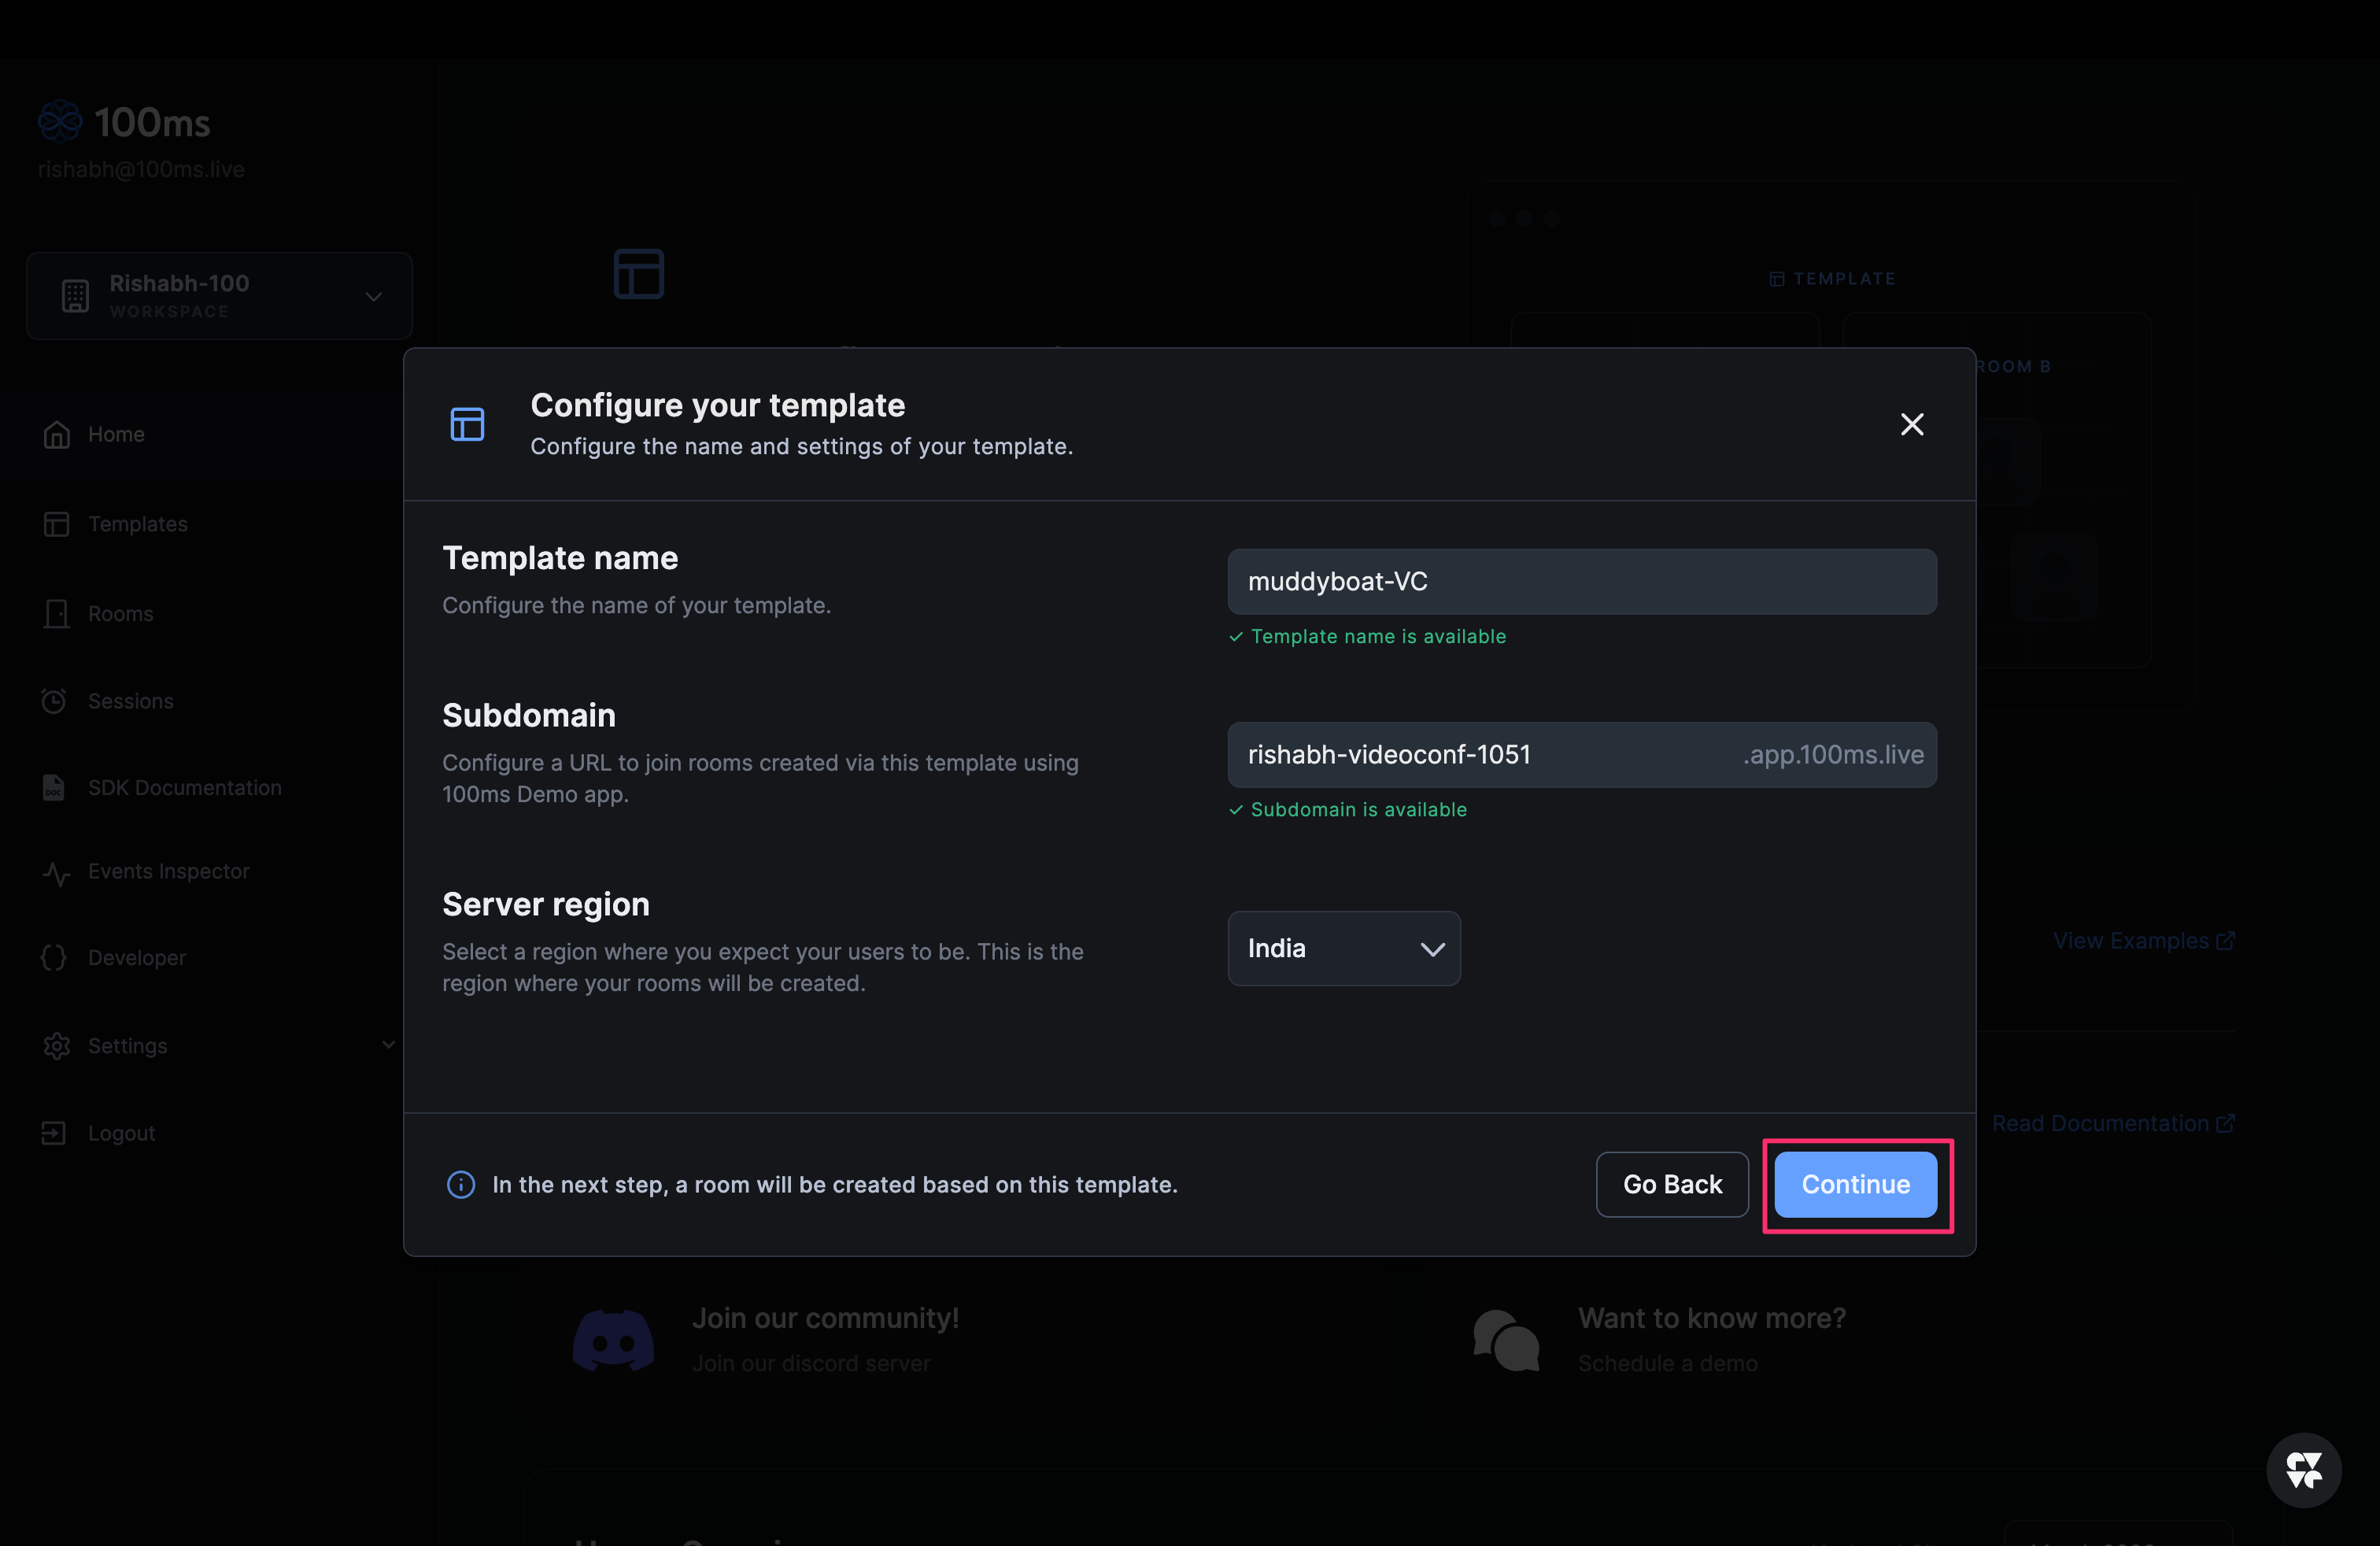 100ms
rishabh@100ms.live
Rishabh-100
WORKSPACE
Home
Templates
Rooms
Sessions
SDK Documentation
Events Inspector
Developer
Settings
Logout
TEMPLATE
ROOM B
Configure your template
Configure the name and settings of your template.
Template name
Configure the name of your template.
muddyboat-VC
Template name is available
Subdomain
Configure a URL to join rooms created via this template using
100ms Demo app.
rishabh-videoconf-1051
.app.100ms.live
Subdomain is available
Server region
Select a region where you expect your users to be. This is the
region where your rooms will be created.
India
View Examples
Read Documentation
In the next step, a room will be created based on this template.
Go Back
Continue
Join our community!
Join our discord server
Want to know more?
Schedule a demo